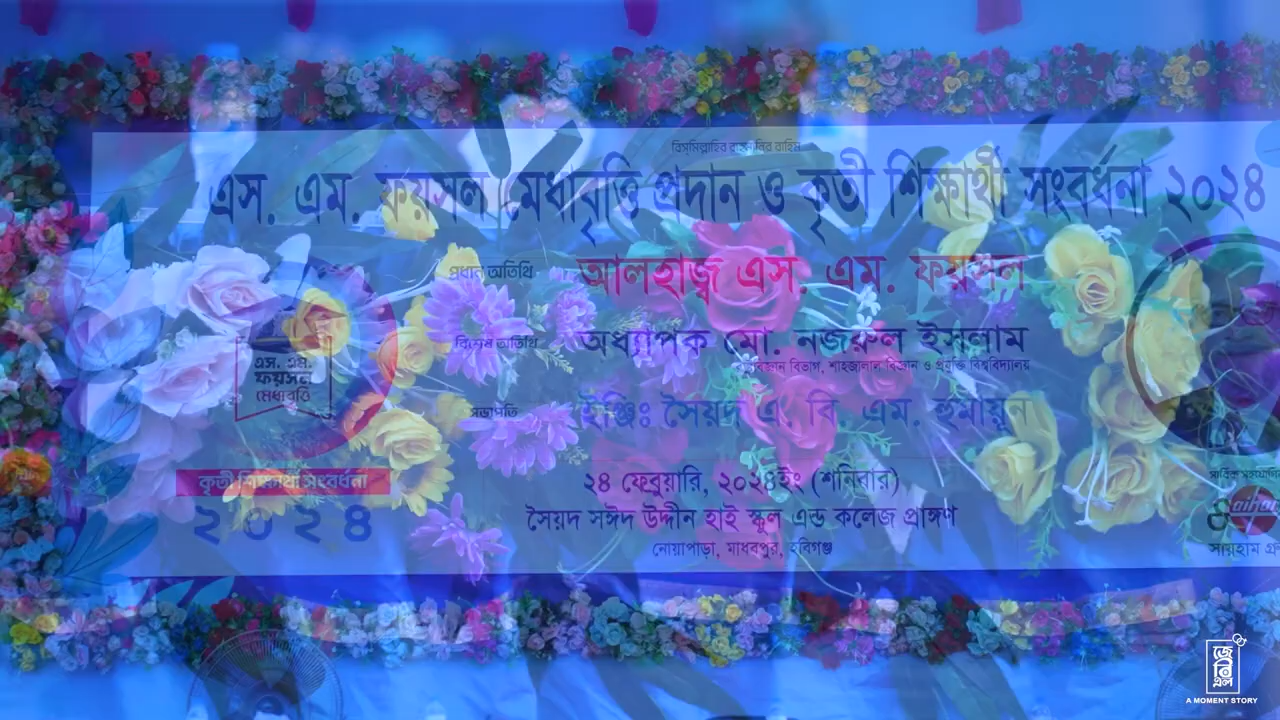 বিসমিল্লাহির রাহমানির রাহিম
এস. এম. ফয়সল মেধাবৃত্তি প্রদান ও কৃতী শিক্ষার্থী সংবর্ধনা ২০২৪
প্রধান অতিথি আলহাজ্ব এস. এম. ফয়সল
বিশেষ অতিথি অধ্যাপক মো. নজরুল ইসলাম
বিজ্ঞান বিভাগ, শাহজালাল বিজ্ঞান ও প্রযুক্তি বিশ্ববিদ্যালয়
সভাপতি ইঞ্জিঃ সৈয়দ এ. বি এম. হুমায়ূন
২৪ ফেব্রুয়ারি, ২০২৪ইং (শনিবার)
সৈয়দ সঈদ উদ্দীন হাই স্কুল এন্ড কলেজ প্রাঙ্গণ
নোয়াপাড়া, মাধবপুর, হবিগঞ্জ
এস. এম.
ফয়সল
মেধাবৃত্তি
কৃতী শিক্ষার্থী সংবর্ধনা
২০২৪
সার্বিক
সায়হাম
A MOMENT STORY